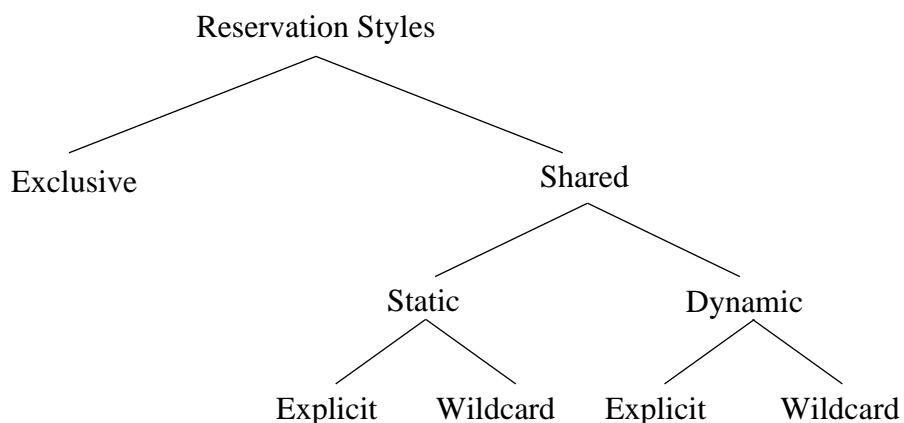 Reservation Styles
Exclusive
Shared
Static
Dynamic
Explicit
Wildcard
Explicit
Wildcard